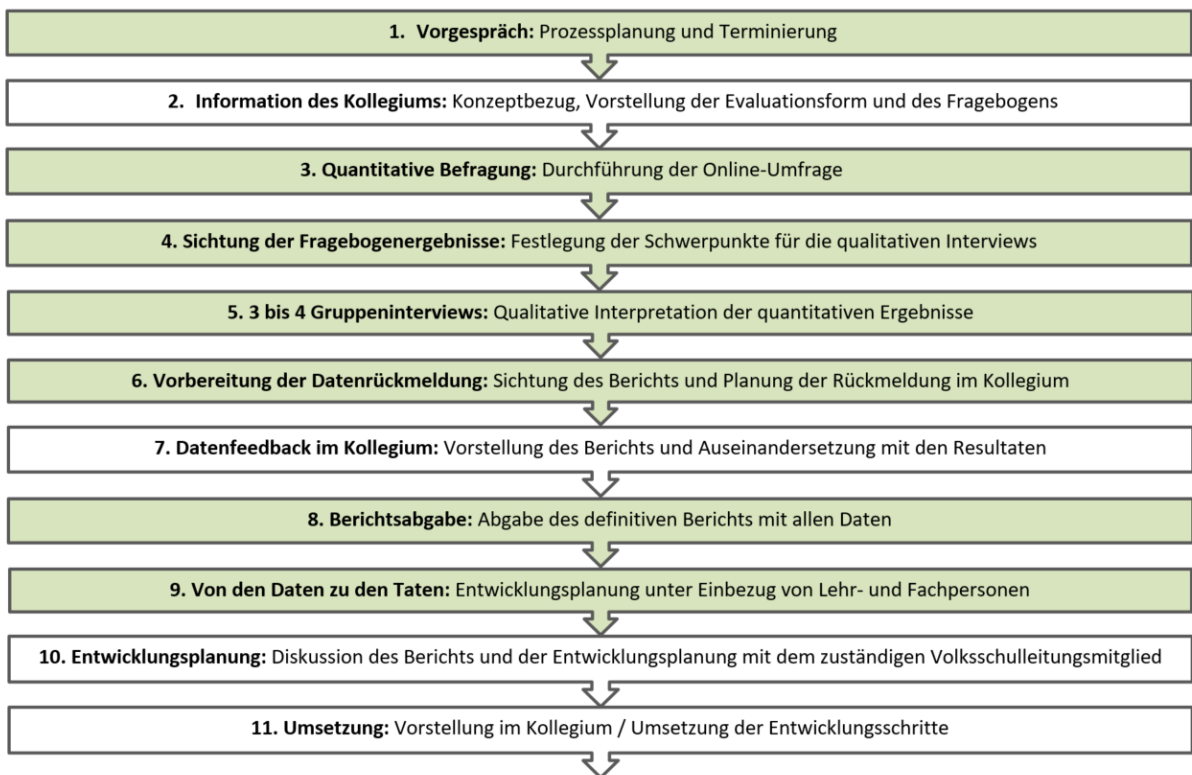 1. Vorgespräch: Prozessplanung und Terminierung
2. Information des Kollegiums: Konzeptbezug, Vorstellung der Evaluationsform und des Fragebogens
3. Quantitative Befragung: Durchführung der Online-Umfrage
4. Sichtung der Fragebogenergebnisse: Festlegung der Schwerpunkte für die qualitativen Interviews
5. 3 bis 4 Gruppeninterviews: Qualitative Interpretation der quantitativen Ergebnisse
6. Vorbereitung der Datenrückmeldung: Sichtung des Berichts und Planung der Rückmeldung im Kollegium
7. Datenfeedback im Kollegium: Vorstellung des Berichts und Auseinandersetzung mit den Resultaten
8. Berichtsabgabe: Abgabe des definitiven Berichts mit allen Daten
9. Von den Daten zu den Taten: Entwicklungsplanung unter Einbezug von Lehr- und Fachpersonen
10. Entwicklungsplanung: Diskussion des Berichts und der Entwicklungsplanung mit dem zuständigen Volksschulleitungsmitglied
11. Umsetzung: Vorstellung im Kollegium / Umsetzung der Entwicklungsschritte